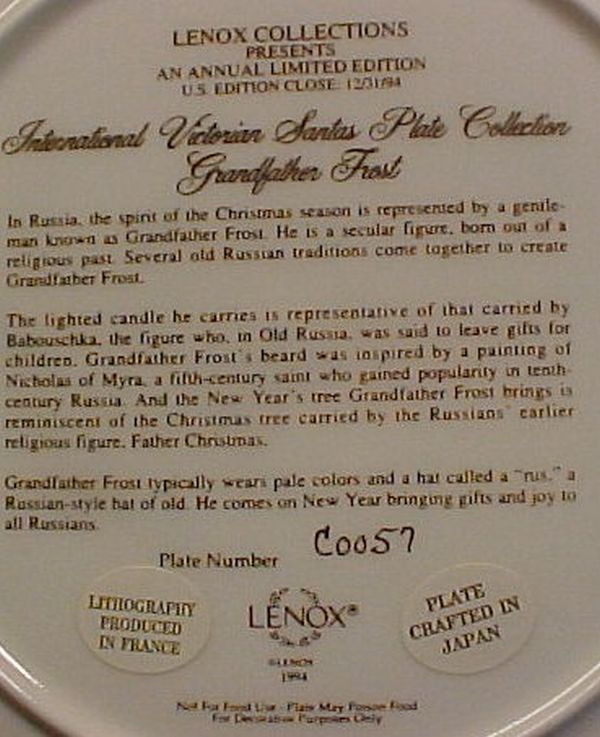 LENOX COLLECTIONS
PRESENTS
AN ANNUAL LIMITED EDITION
U.S. EDITION CLOSE: 12/31/94
International Victorian Santas Plate Collection
Grandfather Frost
In Russia, the spirit of the Christmas season is represented by a gentle-
man known as Grandfather Frost. He is a secular figure, born out of a
religious past. Several old Russian traditions come together to create
Grandfather Frost.
The lighted candle he carries is representative of that carried by
Babouschka, the figure who, in Old Russia, was said to leave gifts for
children. Grandfather Frost's beard was inspired by a painting of
Nicholas of Myra, a fifth-century saint who gained popularity in tenth-
century Russia. And the New Year's tree Grandfather Frost brings is
reminiscent of the Christmas tree carried by the Russians' earlier
religious figure, Father Christmas.
Grandfather Frost typically wears pale colors and a hat called a "rus," a
Russian-style hat of old. He comes on New Year bringing gifts and joy to
all Russians.
Plate Number C0057
LITHOGRAPHY
PRODUCED
IN FRANCE
LENOX®
©LENOX
1994
PLATE
CRAFTED IN
JAPAN
Not For Food Use - Plate May Poison Food
For Decorative Purposes Only